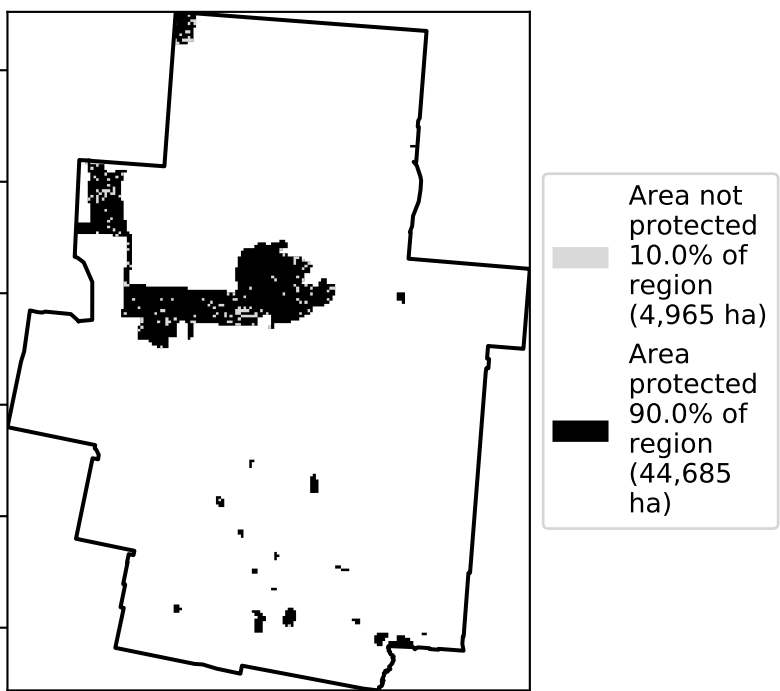 Area not
protected
10.0% of
region
(4,965 ha)
Area
protected
90.0% of
region
(44,685
ha)